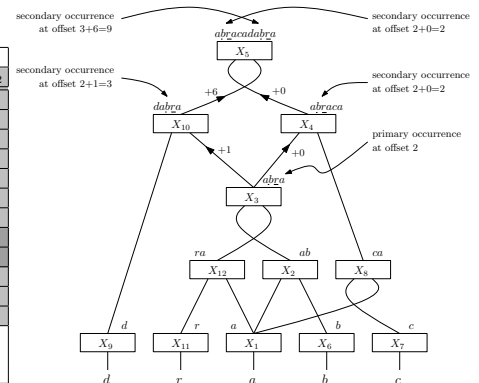 secondary occurrence
at offset 3+6=9
secondary occurrence
at offset 2+0=2
abracadabra
X5
2
secondary occurrence
at offset 2+1=3
secondary occurrence
at offset 2+0=2
+6
+0
dabra
abraca
X10
X4
primary occurrence
at offset 2
+1
+0
abra
X3
ra
ab
ca
X12
X2
X8
d
r
a
b
c
X9
X11
X1
X6
X7
d
r
a
b
c